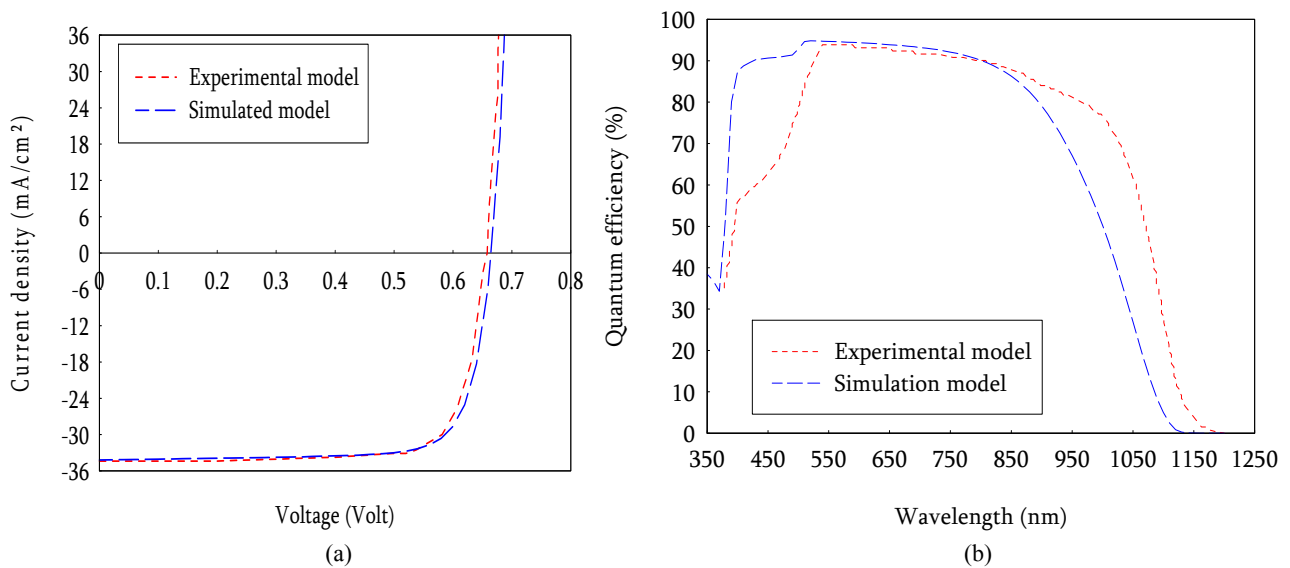 36
30
24
18
12
6
0
-6
-12
-18
-24
-30
-36
Current density (mA/cm²)
Experimental model
Simulated model
0 0.1 0.2 0.3 0.4 0.5 0.6 0.7 0.8
Voltage (Volt)
(a)
100
90
80
70
60
50
40
30
20
10
0
Quantum efficiency (%)
Experimental model
Simulation model
350 450 550 650 750 850 950 1050 1150 1250
Wavelength (nm)
(b)